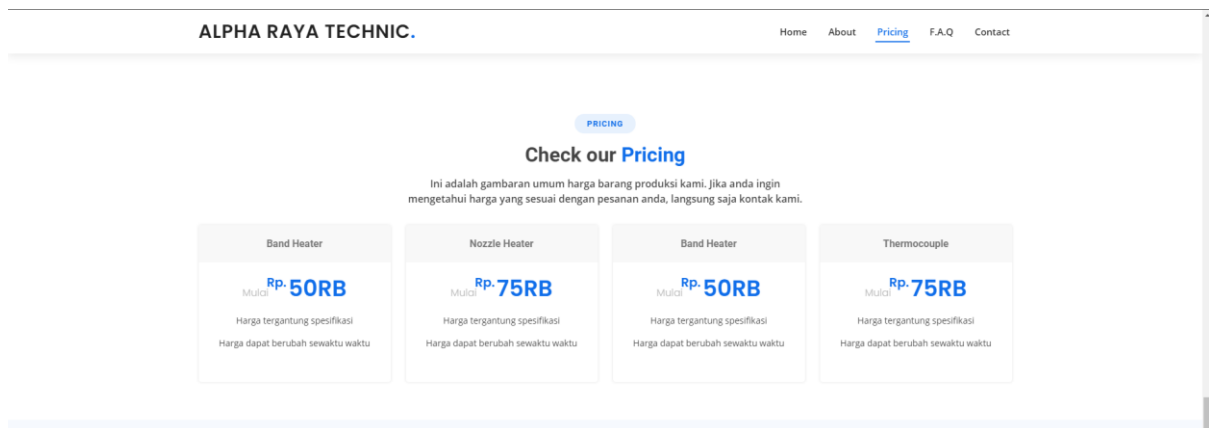 ALPHA RAYA TECHNIC.
Home About Pricing F.A.Q Contact
PRICING
Check our Pricing
Ini adalah gambaran umum harga barang produksi kami. Jika anda ingin
mengetahui harga yang sesuai dengan pesanan anda, langsung saja kontak kami.
Band Heater
Mulai Rp. 50RB
Harga tergantung spesifikasi
Harga dapat berubah sewaktu waktu
Nozzle Heater
Mulai Rp. 75RB
Harga tergantung spesifikasi
Harga dapat berubah sewaktu waktu
Band Heater
Mulai Rp. 50RB
Harga tergantung spesifikasi
Harga dapat berubah sewaktu waktu
Thermocouple
Mulai Rp. 75RB
Harga tergantung spesifikasi
Harga dapat berubah sewaktu waktu